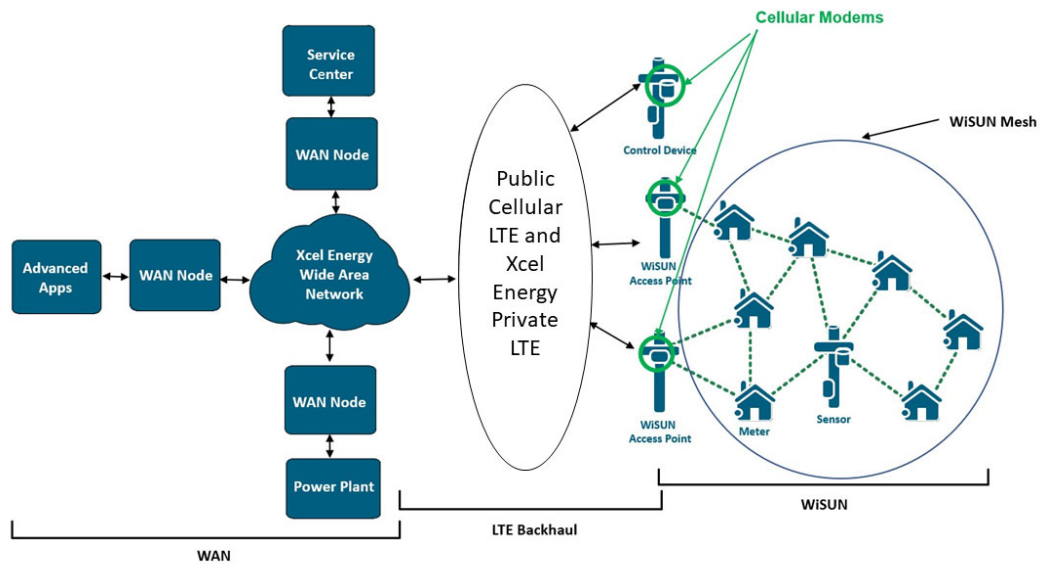 Cellular Modems
Service
Center
WAN Node
Control Device
WiSUN Mesh
Public
Cellular
LTE and
Xcel
Energy
Private
LTE
Advanced
Apps
WAN Node
Xcel Energy
Wide Area
Network
WiSUN
Access Point
WAN Node
WiSUN
Access Point
Meter
Sensor
Power Plant
WiSUN
LTE Backhaul
WAN